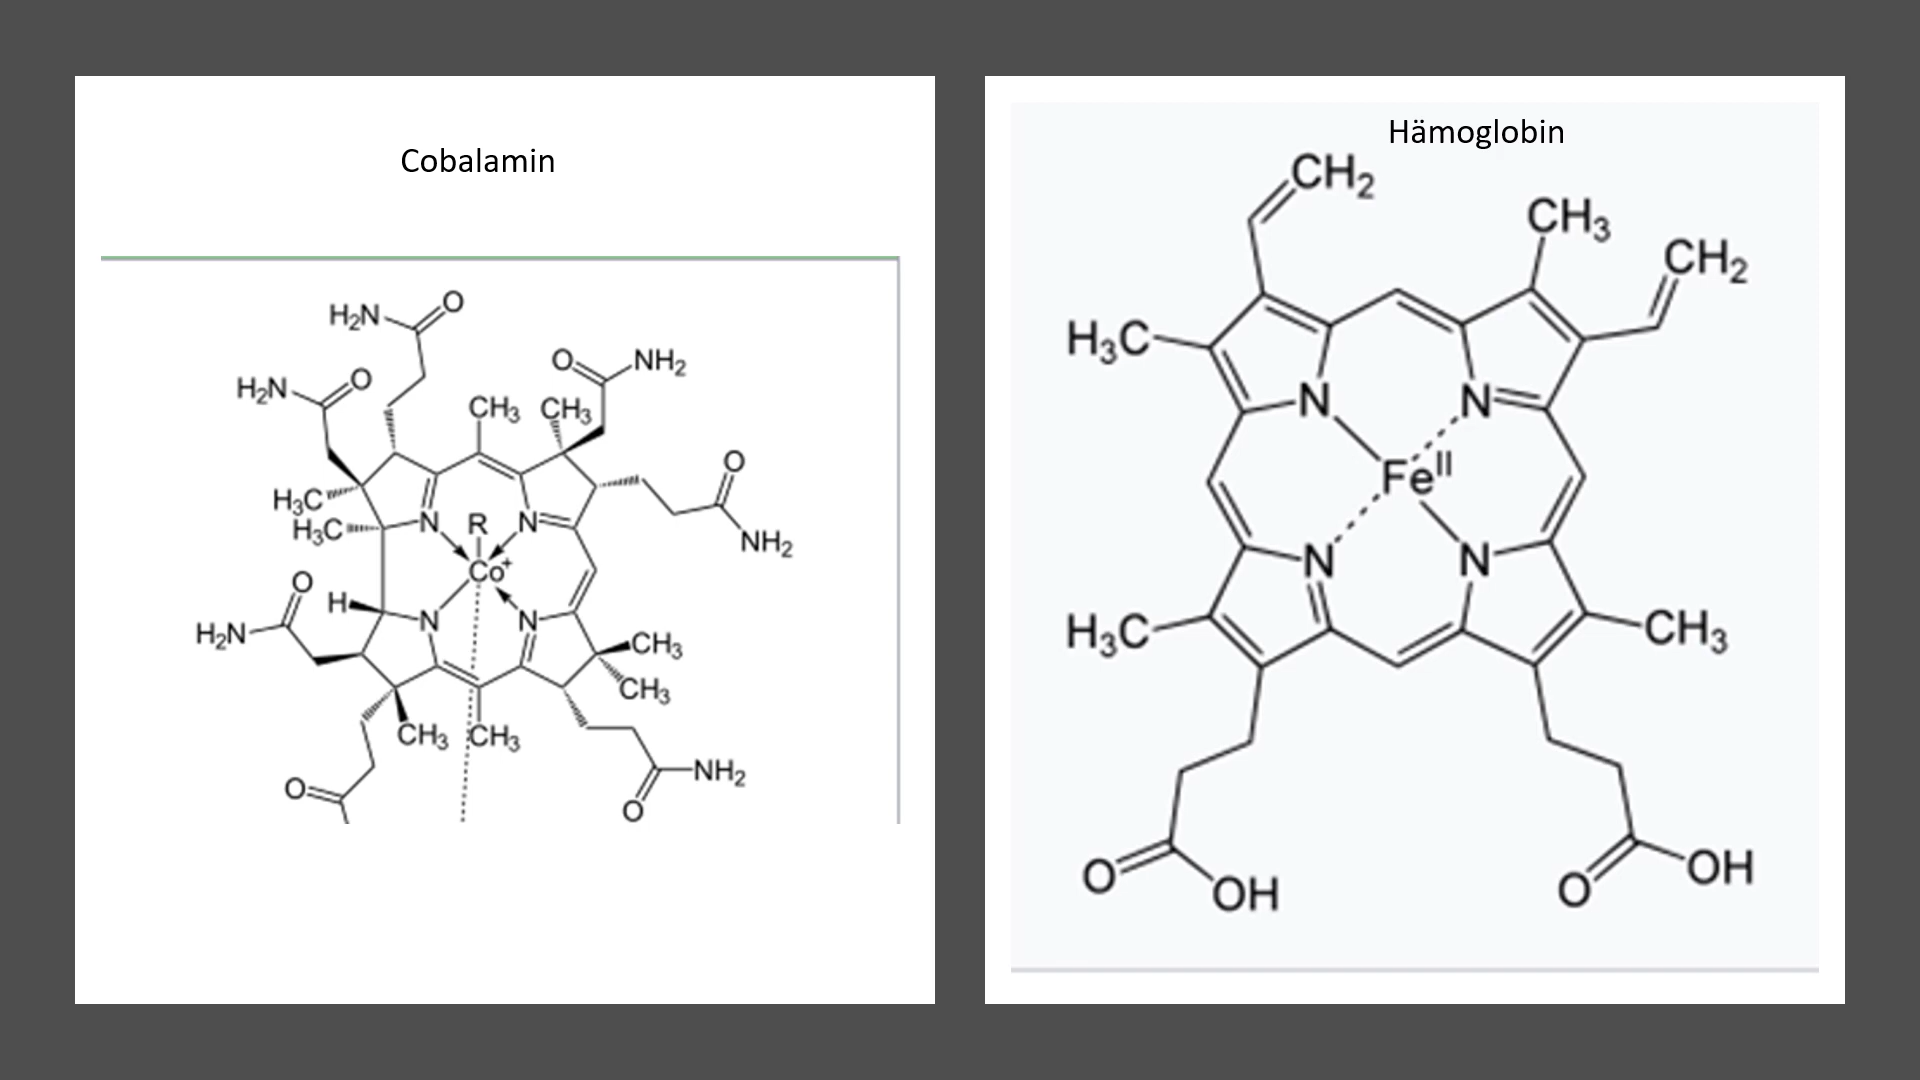 Cobalamin
H₂N
O
O
NH₂
H₂N
O
CH₃
CH₃
O
H₃C
N
R
N
H₃C
NH₂
Co⁺
O
H
N
N
H₂N
CH₃
CH₃
CH₃
CH₃
NH₂
O
O
Hämoglobin
CH₂
CH₃
CH₂
H₃C
N
N
Feᴵᴵ
N
N
H₃C
CH₃
O
OH
O
OH